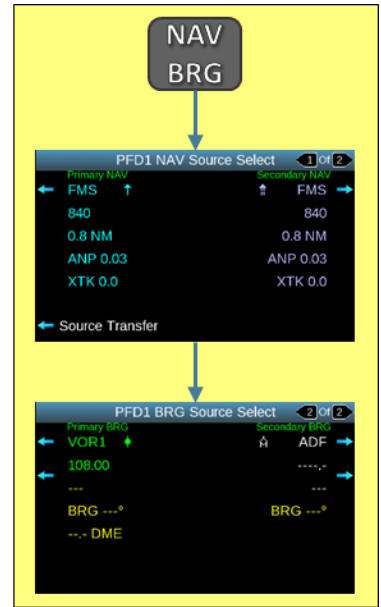 NAV
BRG
PFD1 NAV Source Select 1 Of 2
Primary NAV Secondary NAV
FMS FMS
840 840
0.8 NM 0.8 NM
ANP 0.03 ANP 0.03
XTK 0.0 XTK 0.0
Source Transfer
PFD1 BRG Source Select 2 Of 2
Primary BRG Secondary BRG
VOR1 ADF
108.00 ----.-
--- ---
BRG ---° BRG ---°
--.- DME